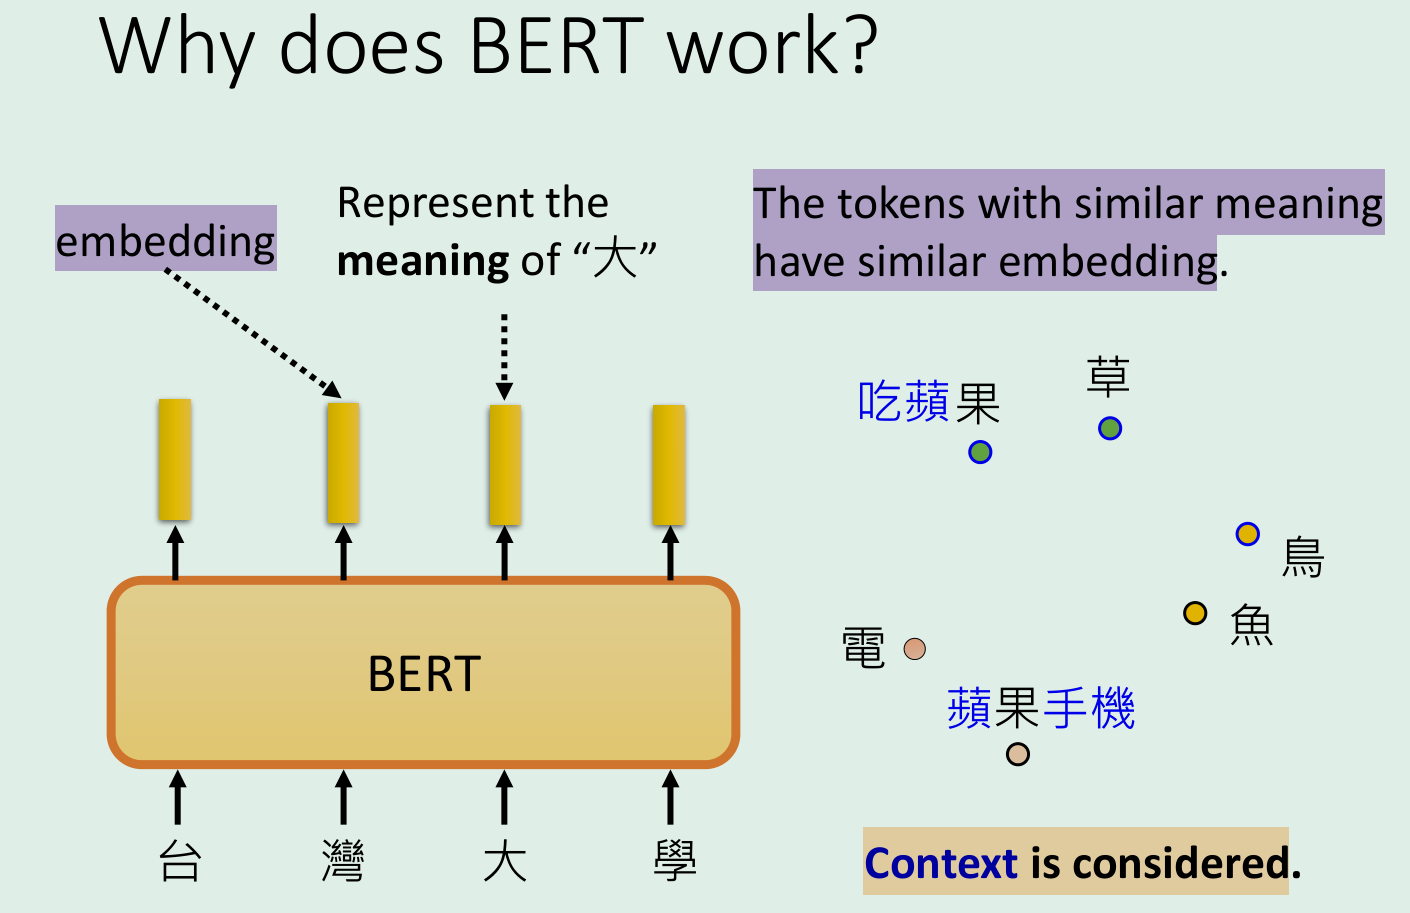 Why does BERT work?
embedding
Represent the
meaning of “大”
BERT
台 灣 大 學
The tokens with similar meaning
have similar embedding.
草
吃蘋果
鳥
魚
電
蘋果手機
Context is considered.